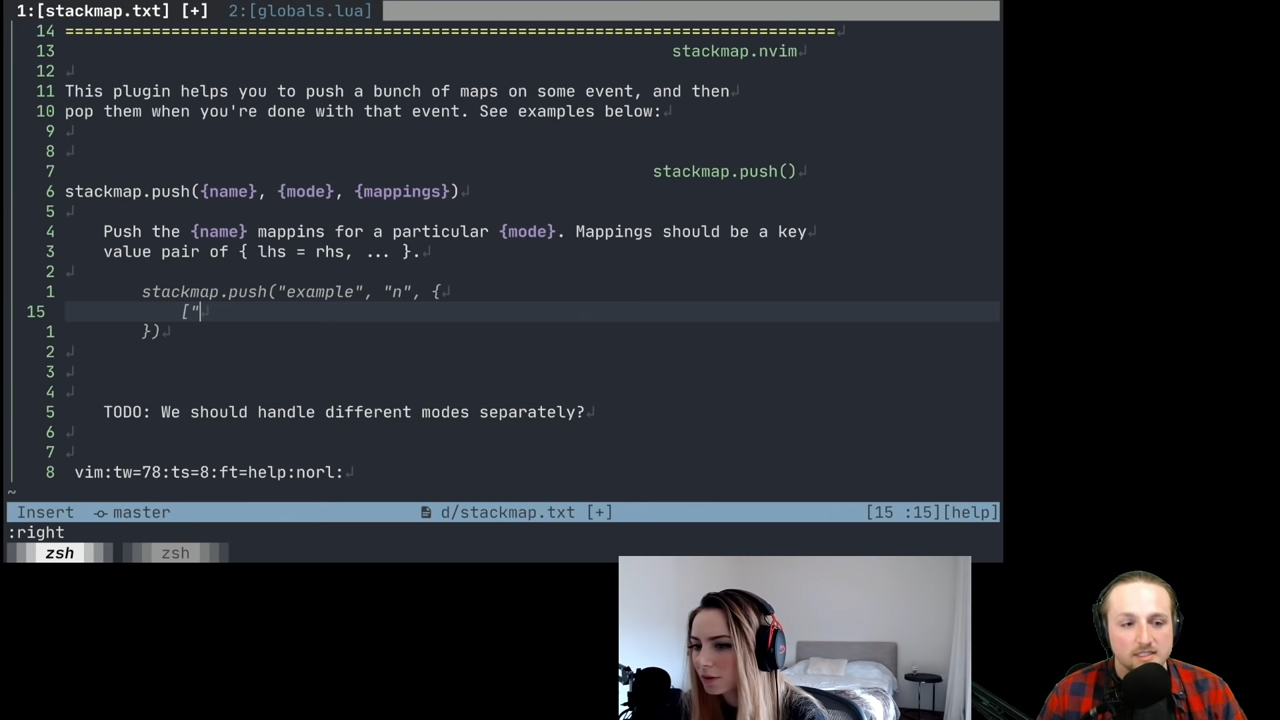 1:[stackmap.txt] [+] 2:[globals.lua]
14 ================================================================================
13 stackmap.nvim
12
11 This plugin helps you to push a bunch of maps on some event, and then
10 pop them when you're done with that event. See examples below:
9
8
7 stackmap.push()
6 stackmap.push({name}, {mode}, {mappings})
5
4 Push the {name} mappins for a particular {mode}. Mappings should be a key
3 value pair of { lhs = rhs, ... }.
2
1 stackmap.push("example", "n", {
15 ["
1 })
2
3
4
5 TODO: We should handle different modes separately?
6
7
8 vim:tw=78:ts=8:ft=help:norl:
~
Insert master d/stackmap.txt [+] [15 :15][help]
:right
zsh zsh